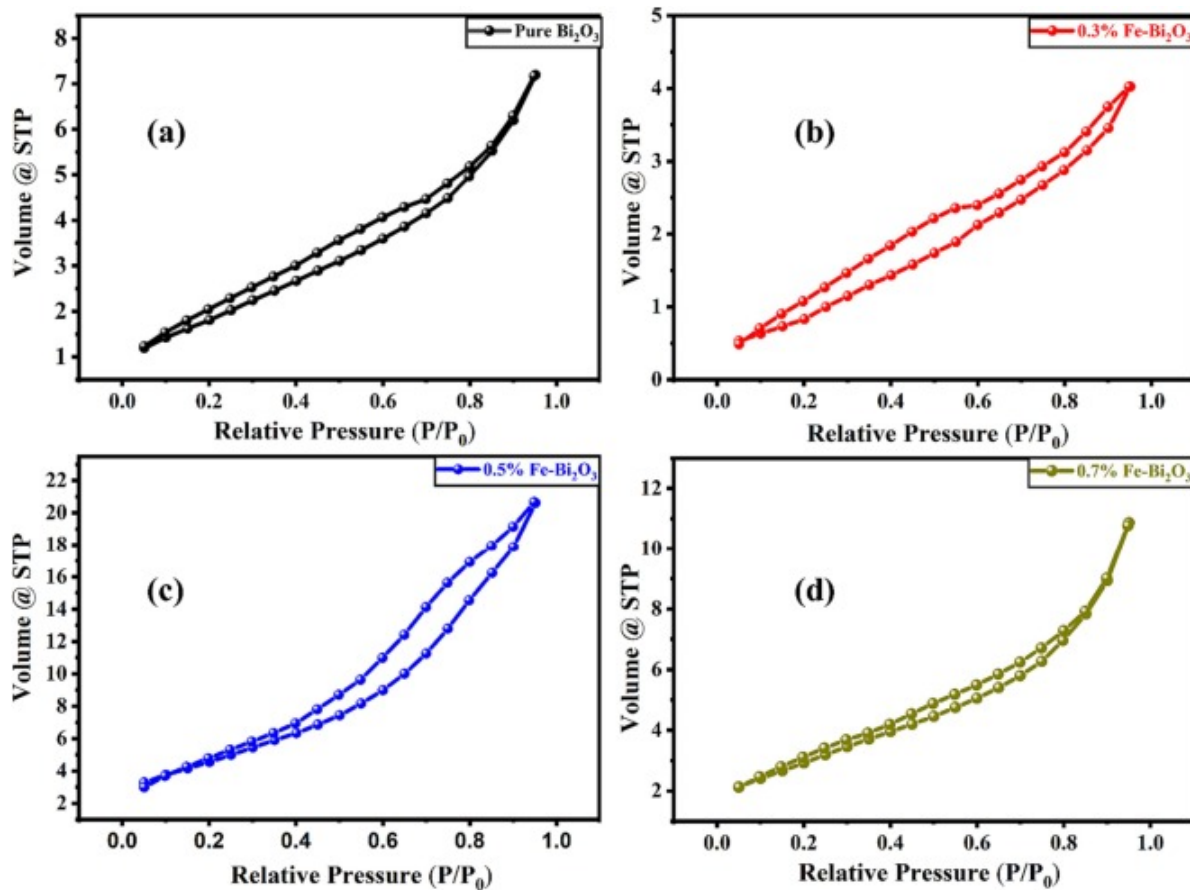 Pure Bi₂O₃
(a)
Volume @ STP
8
7
6
5
4
3
2
1
0.0 0.2 0.4 0.6 0.8 1.0
Relative Pressure (P/P₀)
0.3% Fe-Bi₂O₃
(b)
Volume @ STP
5
4
3
2
1
0
0.0 0.2 0.4 0.6 0.8 1.0
Relative Pressure (P/P₀)
0.5% Fe-Bi₂O₃
(c)
Volume @ STP
22
20
18
16
14
12
10
8
6
4
2
0.0 0.2 0.4 0.6 0.8 1.0
Relative Pressure (P/P₀)
0.7% Fe-Bi₂O₃
(d)
Volume @ STP
12
10
8
6
4
2
0.0 0.2 0.4 0.6 0.8 1.0
Relative Pressure (P/P₀)